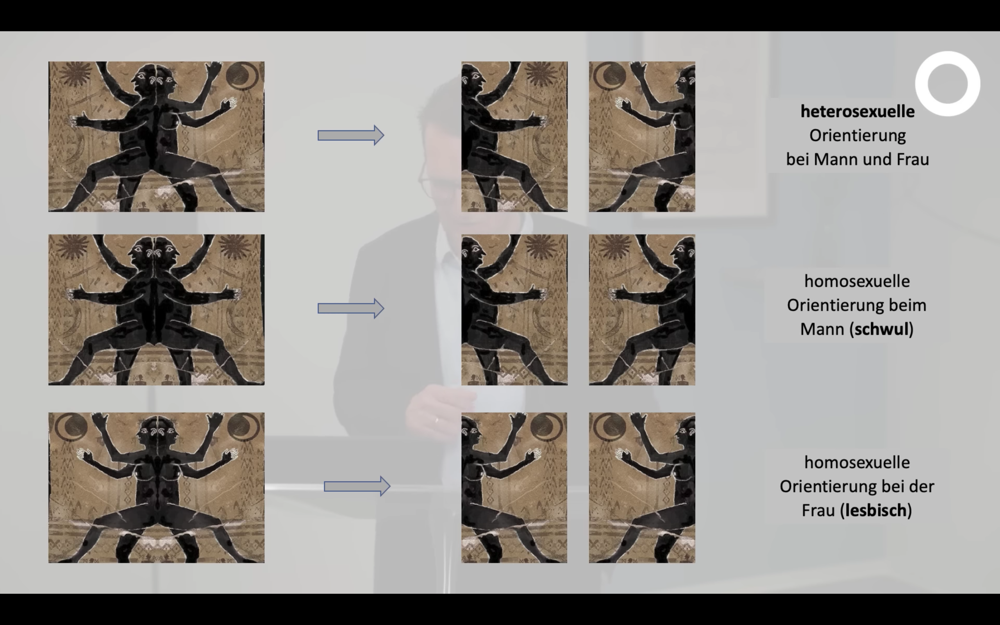 heterosexuelle
Orientierung
bei Mann und Frau
homosexuelle
Orientierung beim
Mann (schwul)
homosexuelle
Orientierung bei der
Frau (lesbisch)